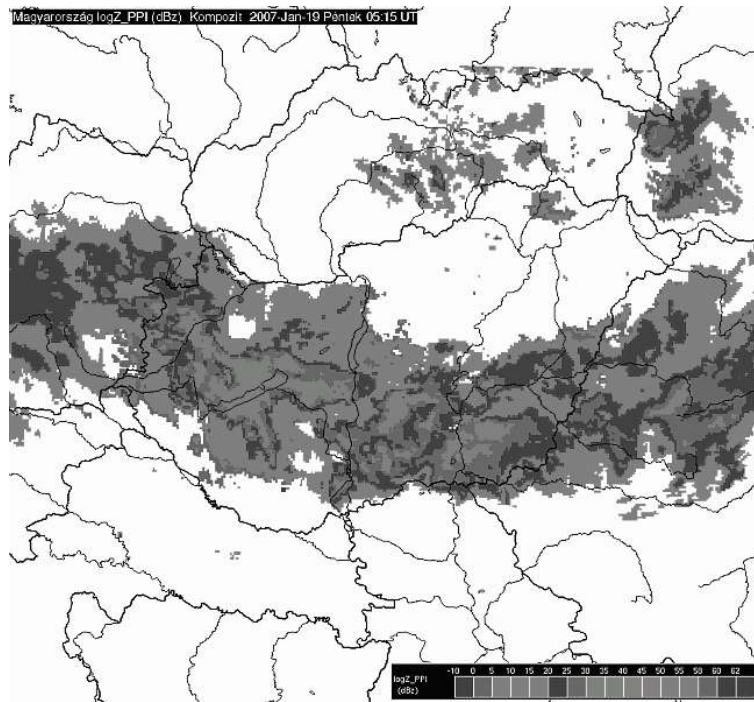 Magyarország logZ_PPI (dBz) Kompozit 2007-Jan-19 Péntek 05:15 UT
-10 0 5 10 15 20 25 30 35 40 45 50 55 60 62
logZ_PPI
(dBz)